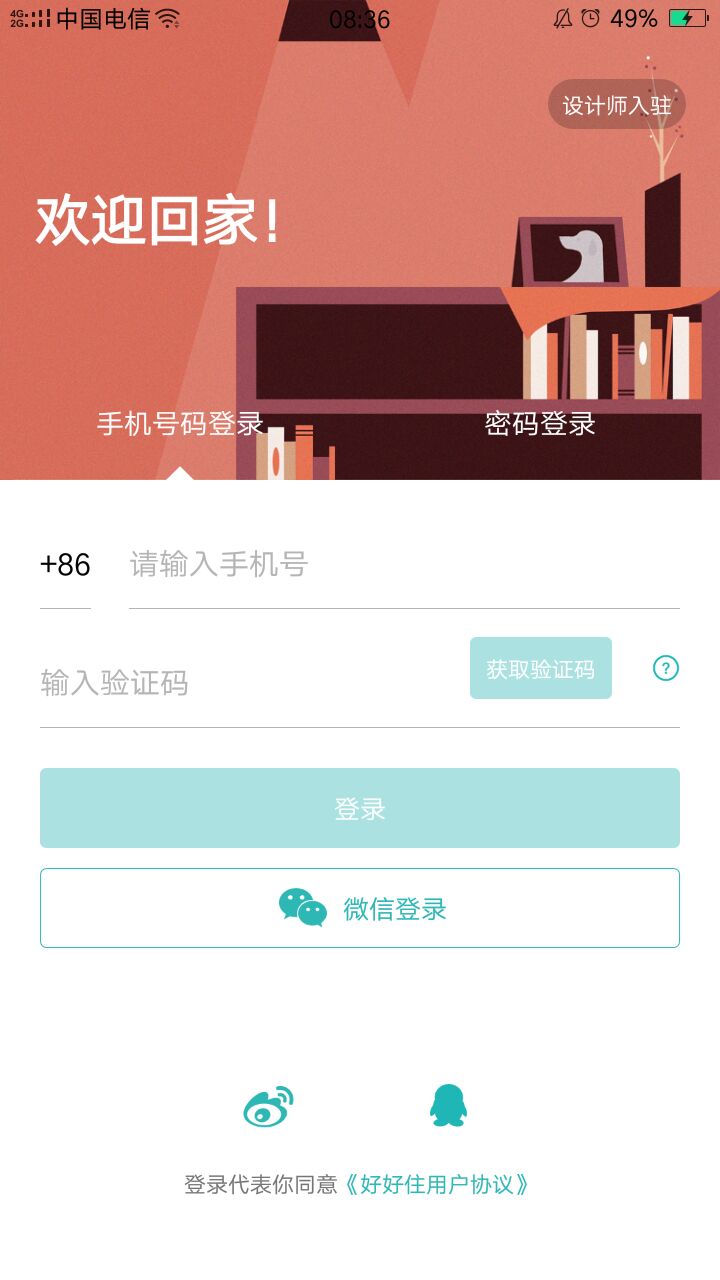 4G 2G 中国电信 08:36 49%
设计师入驻
欢迎回家!
手机号码登录 密码登录
+86 请输入手机号
输入验证码 获取验证码 ?
登录
微信登录
登录代表你同意《好好住用户协议》